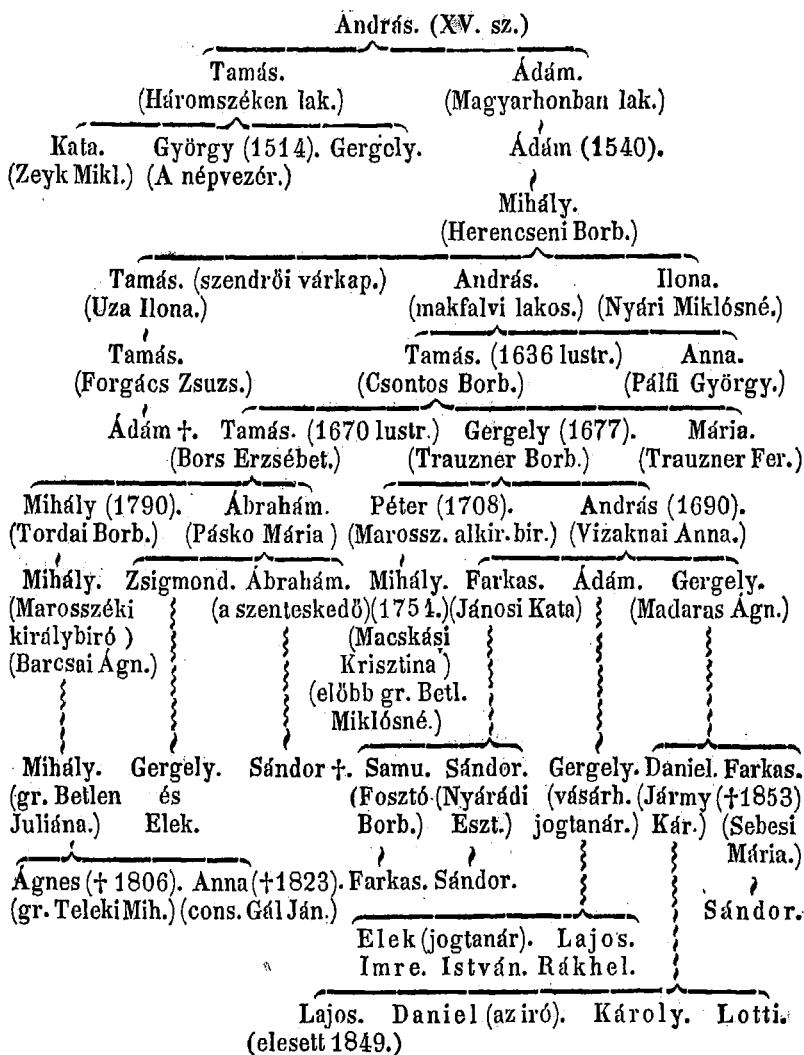 András. (XV. sz.)
Tamás. Ádám.
(Háromszéken lak.) (Magyarhonban lak.)
Kata. György (1514). Gergely. Ádám (1540).
(Zeyk Mikl.) (A népvezér.)
Mihály.
(Herencseni Borb.)
Tamás. (szendrői várkap.) András. Ilona.
(Uza Ilona.) (makfalvi lakos.) (Nyári Miklósné.)
Tamás. Tamás. (1636 lustr.) Anna.
(Forgács Zsuzs.) (Csontos Borb.) (Pálfi György.)
Ádám †. Tamás. (1670 lustr.) Gergely (1677). Mária.
(Bors Erzsébet.) (Trauzner Borb.) (Trauzner Fer.)
Mihály (1790). Ábrahám. Péter (1708). András (1690).
(Tordai Borb.) (Pásko Mária) (Marossz. alkir. bir.) (Vizaknai Anna.)
Mihály. Zsigmond. Ábrahám. Mihály. Farkas. Ádám. Gergely.
(Marosszéki (a szenteskedő) (1751.) (Jánosi Kata) (Madaras Ágn.)
királybiró) (Macskási
(Barcsai Ágn.) Krisztina)
(előbb gr. Betl.
Miklósné.)
Mihály. Gergely. Sándor †. Samu. Sándor. Gergely. Daniel. Farkas.
(gr. Betlen és (Fosztó (Nyárádi (vásárh. (Jármy (†1853)
Juliána.) Elek. Borb.) Eszt.) jogtanár.) Kár.) (Sebesi
Mária.)
Ágnes († 1806). Anna (†1823). Farkas. Sándor.
(gr. Teleki Mih.) (cons. Gál Ján.) Sándor.
Elek (jogtanár). Lajos.
Imre. István. Rákhel.
Lajos. Daniel (az iró). Károly. Lotti.
(elesett 1849.)